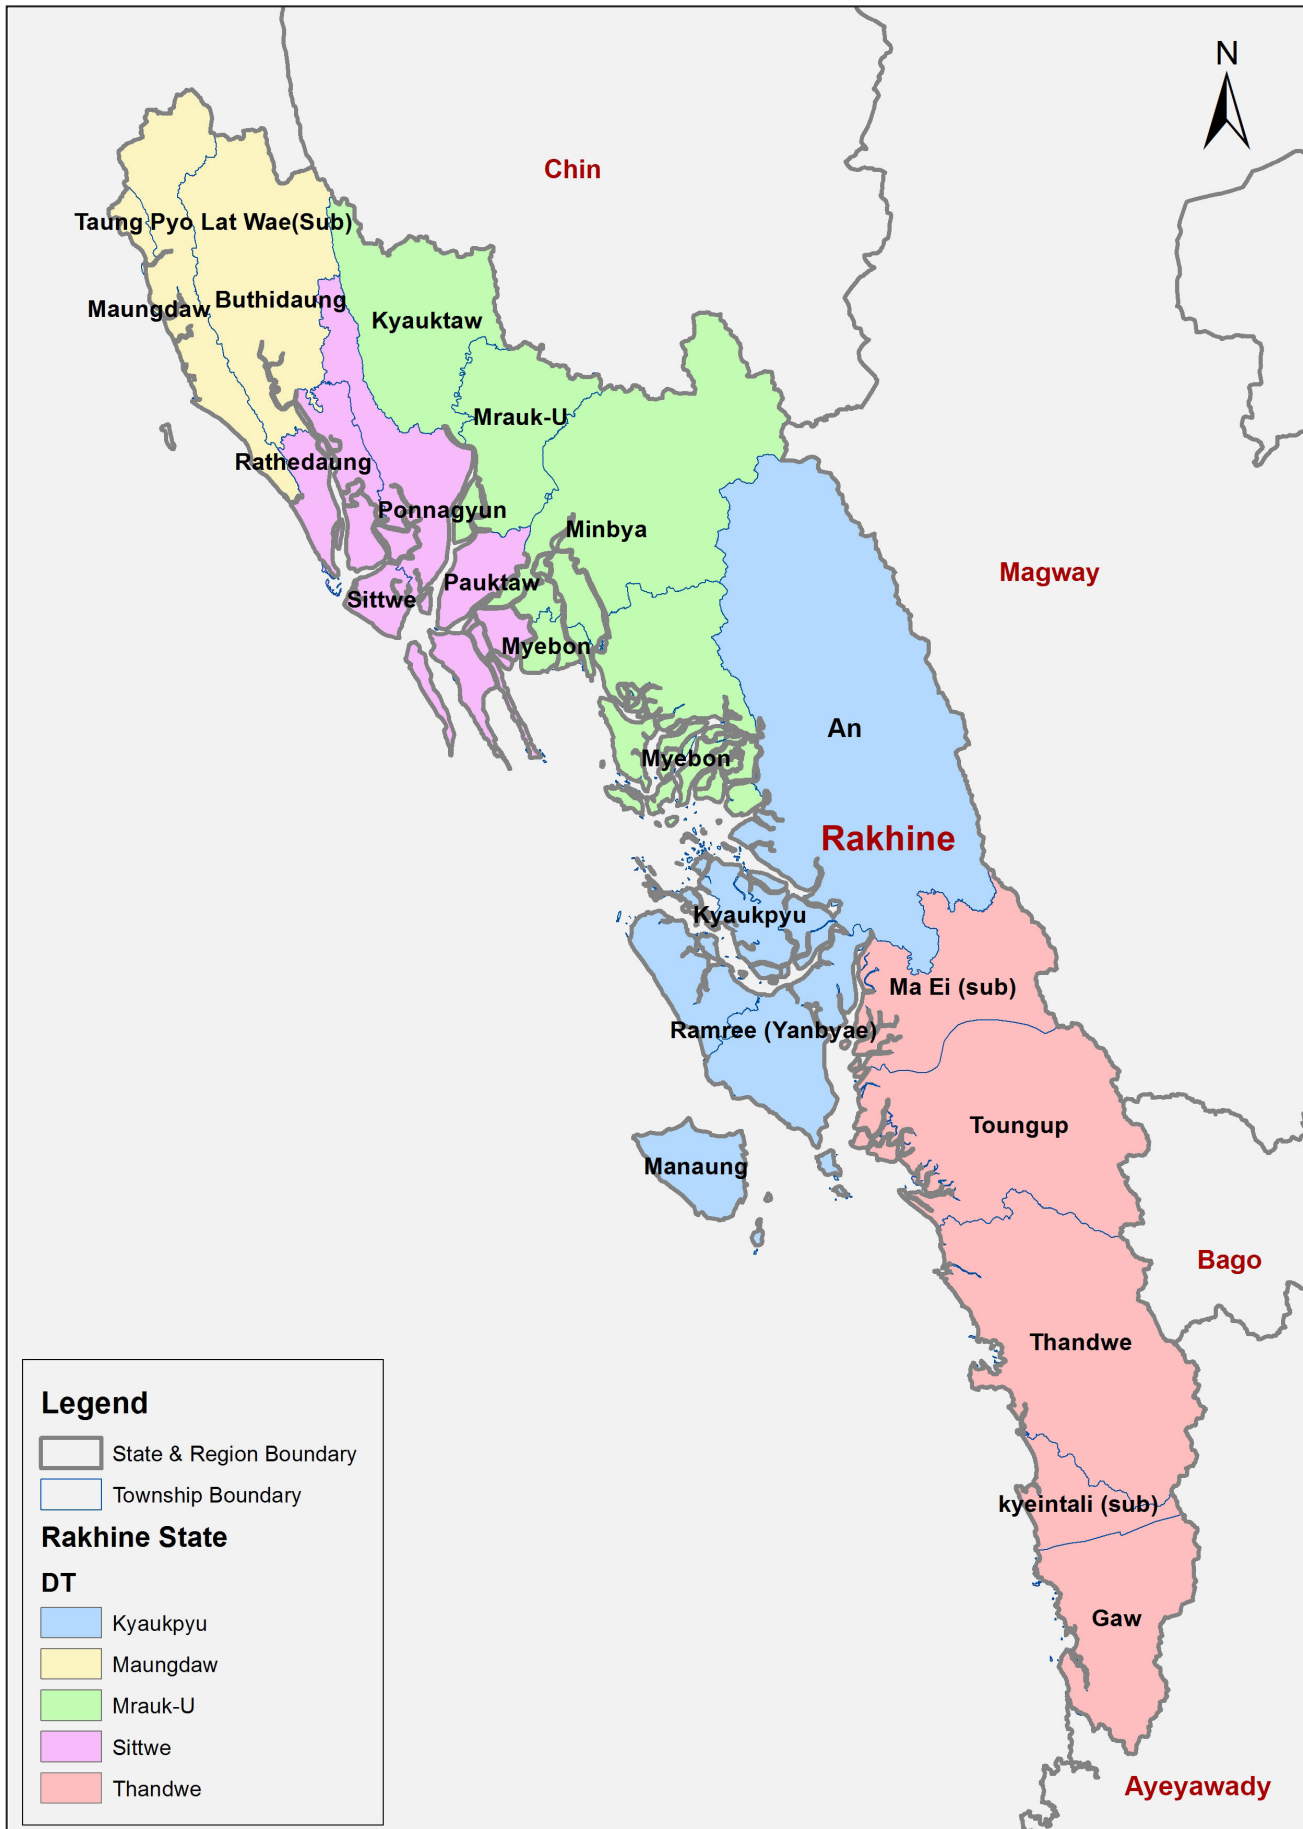 N
Chin
Taung Pyo Lat Wae(Sub)
Buthidaung
Maungdaw
Kyauktaw
Mrauk-U
Rathedaung
Ponnagyun
Minbya
Magway
Pauktaw
Sittwe
Myebon
An
Myebon
Rakhine
Kyaukpyu
Ma Ei (sub)
Ramree (Yanbyae)
Toungup
Manaung
Bago
Thandwe
kyeintali (sub)
Gaw
Ayeyawady
Legend
State & Region Boundary
Township Boundary
Rakhine State
DT
Kyaukpyu
Maungdaw
Mrauk-U
Sittwe
Thandwe